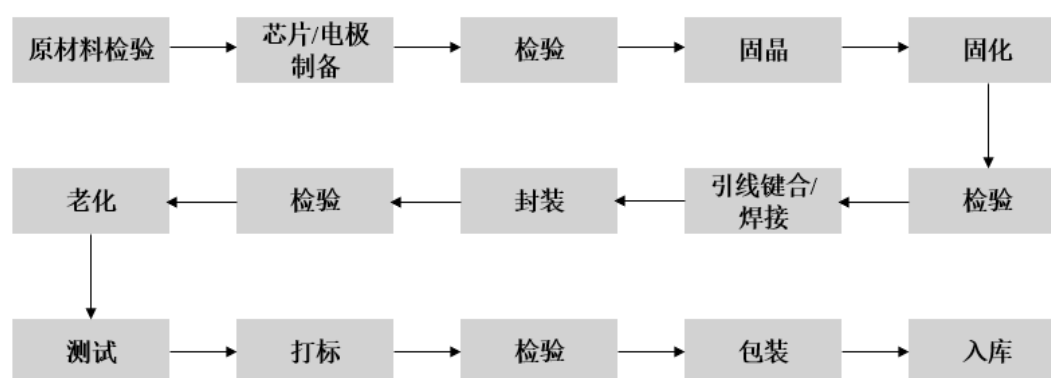 原材料检验
芯片/电极
制备
检验
固晶
固化
老化
检验
封装
引线键合/
焊接
检验
测试
打标
检验
包装
入库